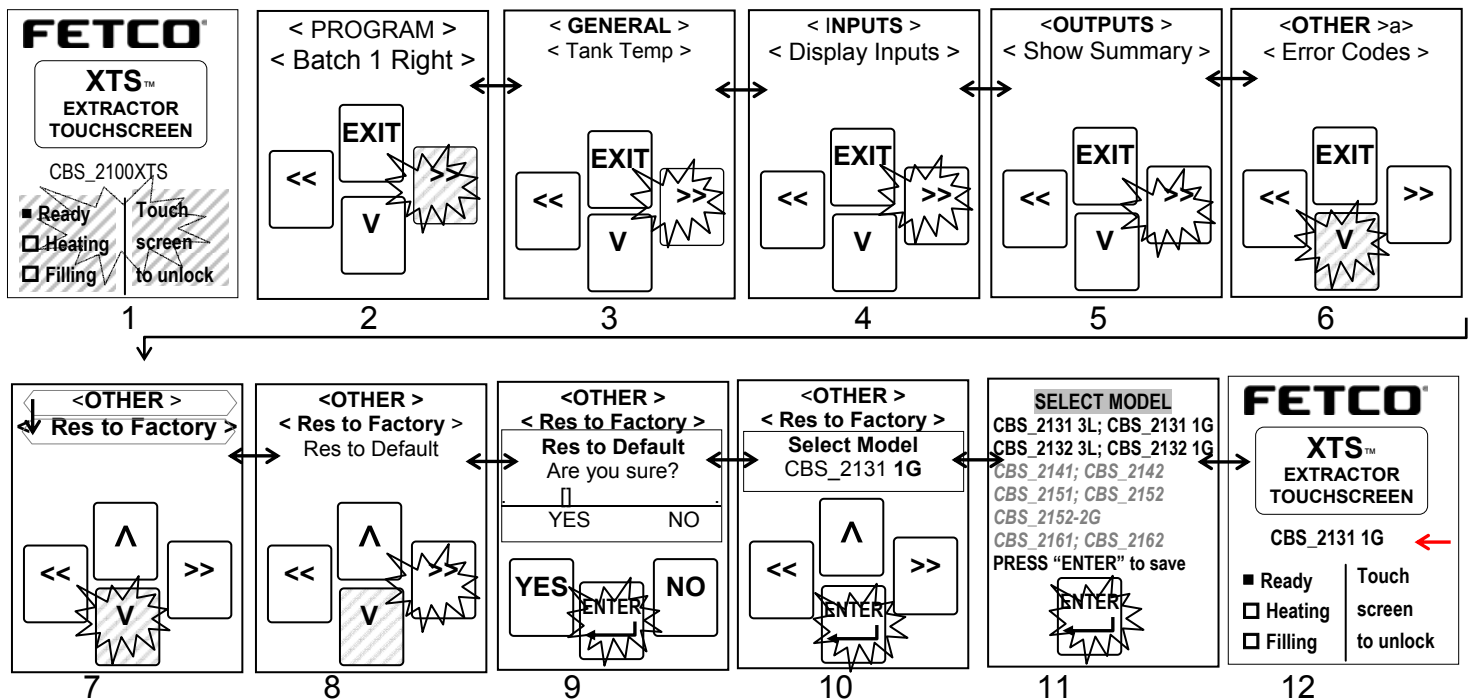 FETCO®
XTS™
EXTRACTOR
TOUCHSCREEN
CBS_2100XTS
Ready
Heating
Filling
Touch
screen
to unlock
1
< PROGRAM >
< Batch 1 Right >
EXIT
<<
>>
V
2
< GENERAL >
< Tank Temp >
EXIT
<<
>>
V
3
< INPUTS >
< Display Inputs >
EXIT
<<
>>
V
4
<OUTPUTS >
< Show Summary >
EXIT
<<
>>
V
5
<OTHER >a>
< Error Codes >
EXIT
<<
>>
V
6
<OTHER >
< Res to Factory >
Λ
<<
>>
V
7
<OTHER >
< Res to Factory >
Res to Default
Λ
<<
>>
V
8
<OTHER >
< Res to Factory >
Res to Default
Are you sure?
YES NO
YES
ENTER
NO
9
<OTHER >
< Res to Factory >
Select Model
CBS_2131 1G
Λ
<<
>>
ENTER
10
SELECT MODEL
CBS_2131 3L; CBS_2131 1G
CBS_2132 3L; CBS_2132 1G
CBS_2141; CBS_2142
CBS_2151; CBS_2152
CBS_2152-2G
CBS_2161; CBS_2162
PRESS “ENTER” to save
ENTER
11
FETCO®
XTS™
EXTRACTOR
TOUCHSCREEN
CBS_2131 1G
Ready
Heating
Filling
Touch
screen
to unlock
12